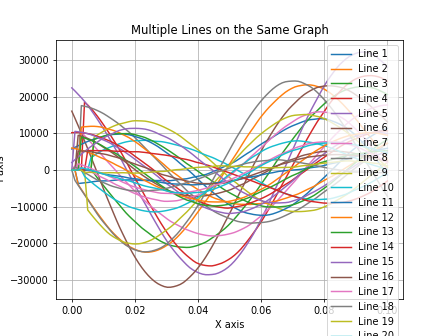 Multiple Lines on the Same Graph
30000
20000
10000
0
−10000
−20000
−30000
0.00
0.02
0.04
0.06
X axis
Line 1
Line 2
Line 3
Line 4
Line 5
Line 6
Line 7
Line 8
Line 9
Line 10
Line 11
Line 12
Line 13
Line 14
Line 15
Line 16
Line 17
Line 18
Line 19
Line 20